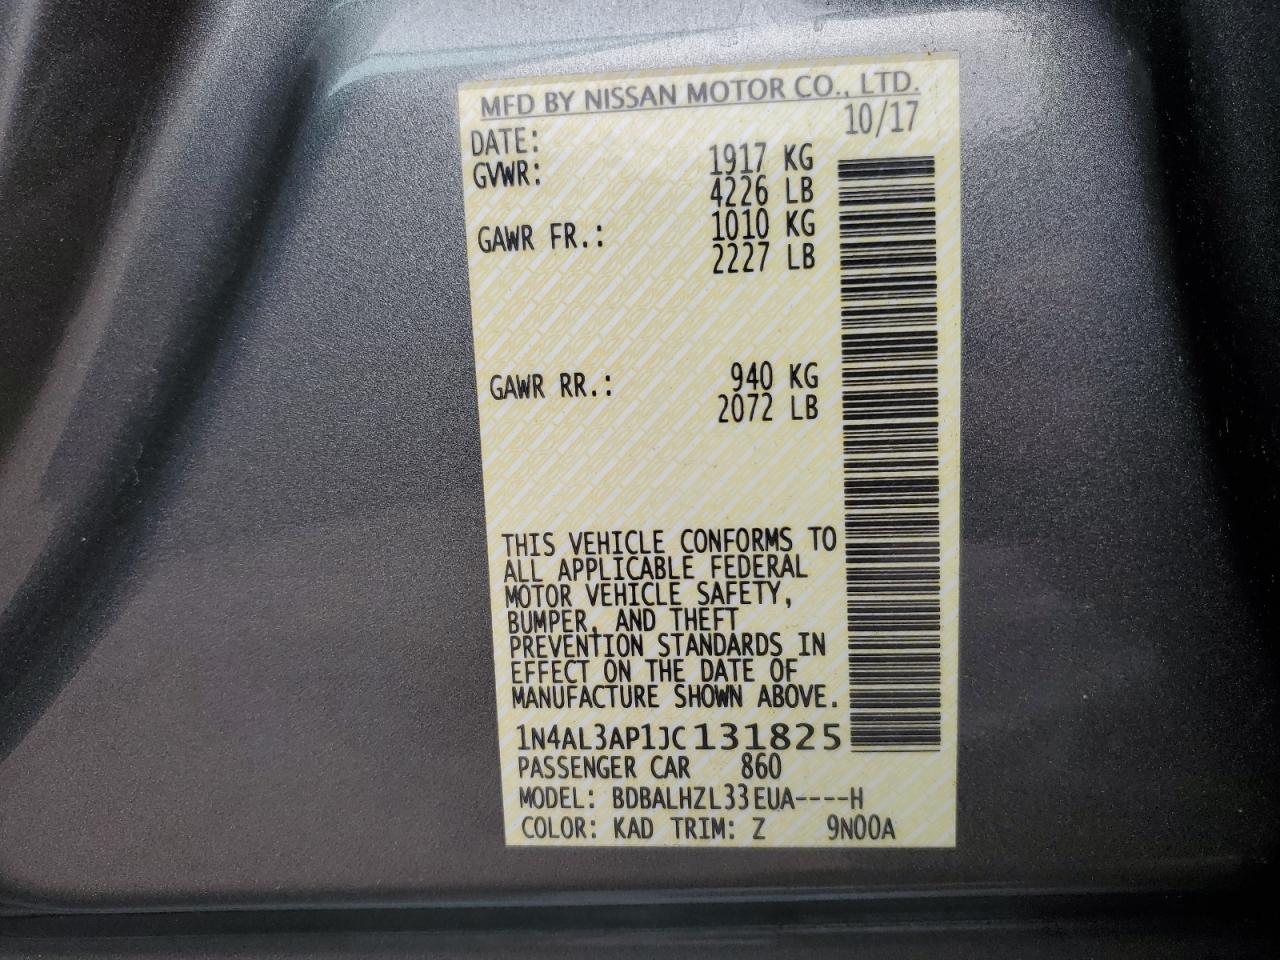 MFD BY NISSAN MOTOR CO., LTD.
DATE: 10/17
GVWR: 1917 KG
4226 LB
GAWR FR.: 1010 KG
2227 LB
GAWR RR.: 940 KG
2072 LB
THIS VEHICLE CONFORMS TO
ALL APPLICABLE FEDERAL
MOTOR VEHICLE SAFETY,
BUMPER, AND THEFT
PREVENTION STANDARDS IN
EFFECT ON THE DATE OF
MANUFACTURE SHOWN ABOVE.
1N4AL3AP1JC131825
PASSENGER CAR 860
MODEL: BDBALHZL33EUA----H
COLOR: KAD TRIM: Z 9N00A